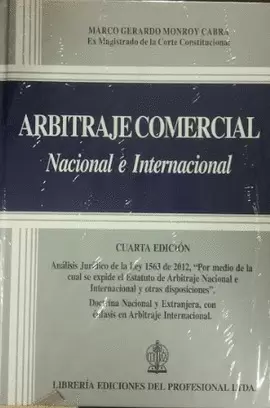 MARCO GERARDO MONROY CABRA
Ex Magistrado de la Corte Constitucional
ARBITRAJE COMERCIAL
Nacional e Internacional
CUARTA EDICIÓN
Análisis Jurídico de la Ley 1563 de 2012, "Por medio de la
cual se expide el Estatuto de Arbitraje Nacional e
Internacional y otras disposiciones".
Doctrina Nacional y Extranjera, con
énfasis en Arbitraje Internacional.
LIBRERÍA EDICIONES DEL PROFESIONAL LTDA.